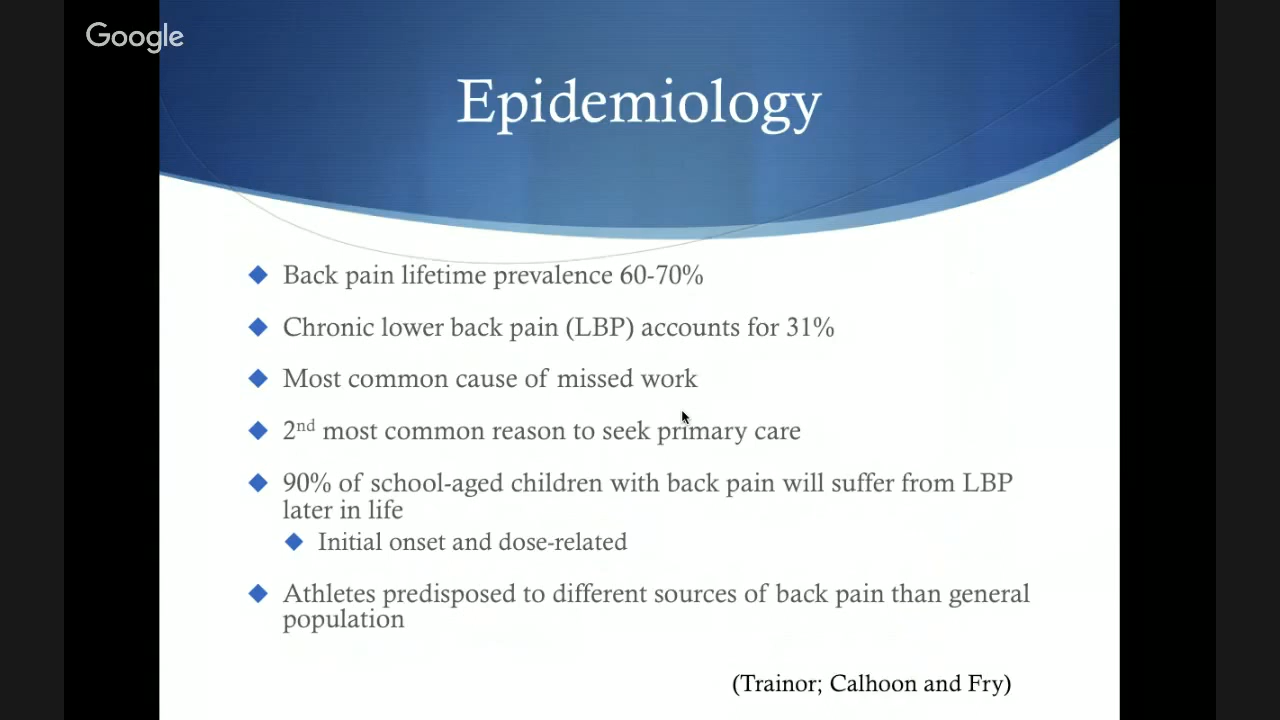 Google
Epidemiology
Back pain lifetime prevalence 60-70%
Chronic lower back pain (LBP) accounts for 31%
Most common cause of missed work
2nd most common reason to seek primary care
90% of school-aged children with back pain will suffer from LBP
later in life
Initial onset and dose-related
Athletes predisposed to different sources of back pain than general
population
(Trainor; Calhoon and Fry)